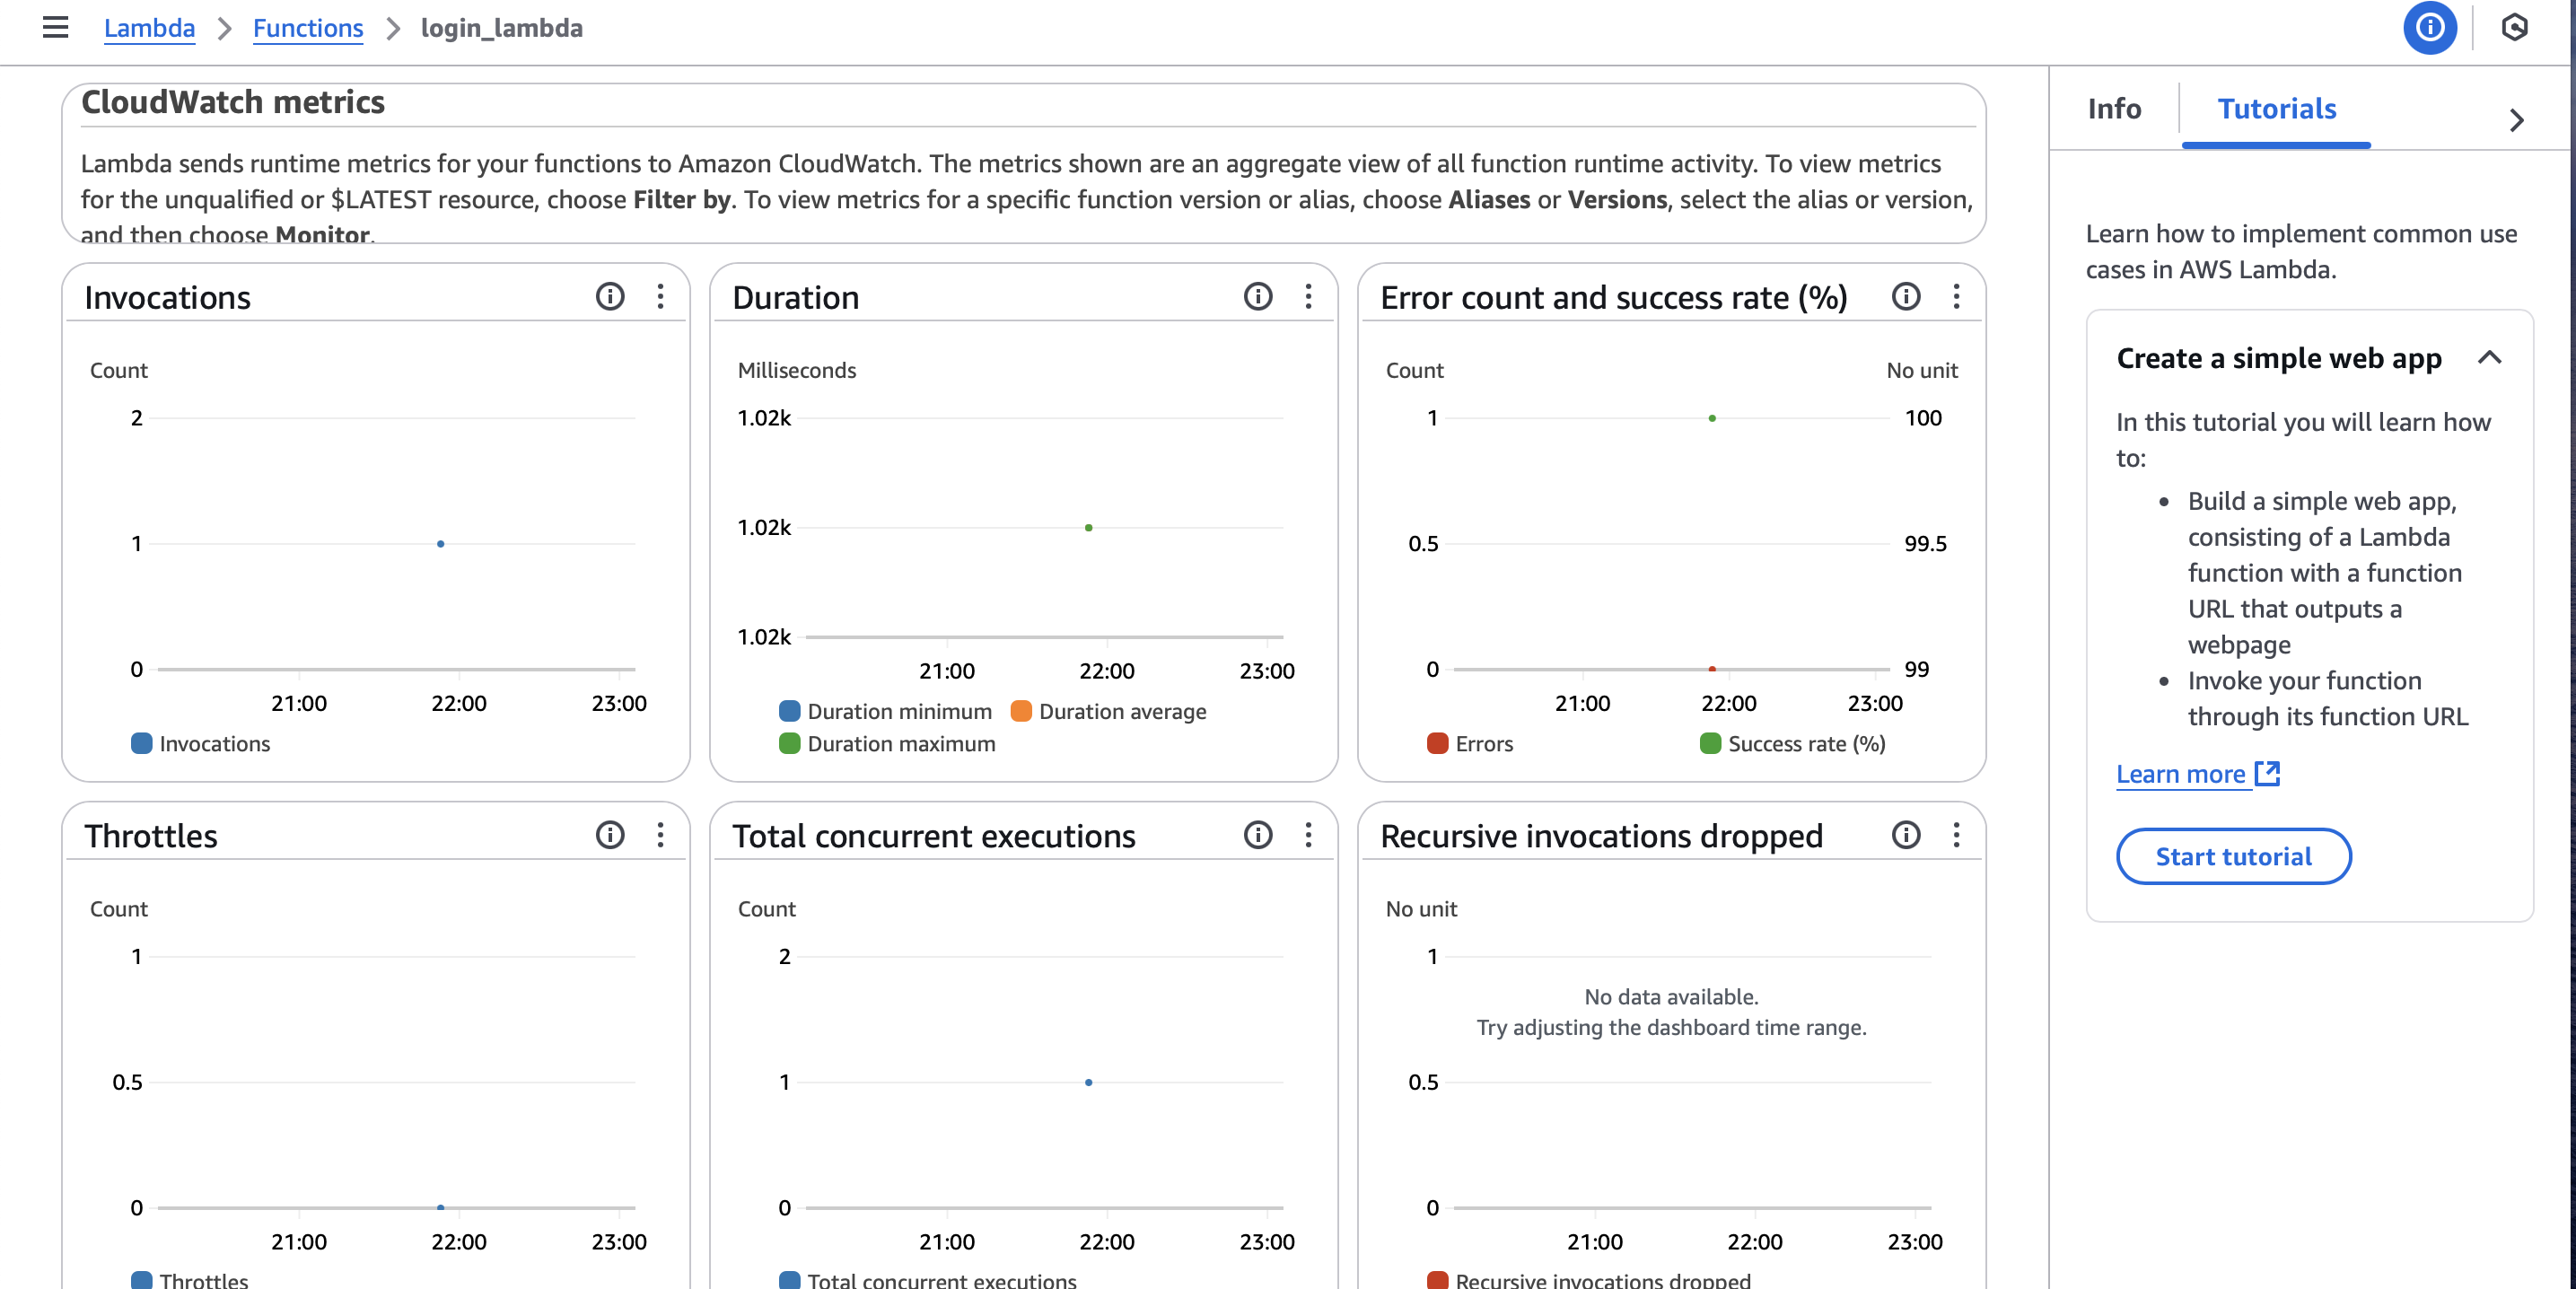 Lambda > Functions > login_lambda
CloudWatch metrics
Lambda sends runtime metrics for your functions to Amazon CloudWatch. The metrics shown are an aggregate view of all function runtime activity. To view metrics
for the unqualified or $LATEST resource, choose Filter by. To view metrics for a specific function version or alias, choose Aliases or Versions, select the alias or version,
and then choose Monitor.
Invocations
Count
2
1
0
21:00 22:00 23:00
Invocations
Duration
Milliseconds
1.02k
1.02k
1.02k
21:00 22:00 23:00
Duration minimum Duration average
Duration maximum
Error count and success rate (%)
Count No unit
1 100
0.5 99.5
0 99
21:00 22:00 23:00
Errors Success rate (%)
Throttles
Count
1
0.5
0
21:00 22:00 23:00
Throttles
Total concurrent executions
Count
2
1
0
21:00 22:00 23:00
Total concurrent executions
Recursive invocations dropped
No unit
1
No data available.
Try adjusting the dashboard time range.
0.5
0
21:00 22:00 23:00
Recursive invocations dropped
Info Tutorials
Learn how to implement common use
cases in AWS Lambda.
Create a simple web app
In this tutorial you will learn how
to:
• Build a simple web app,
consisting of a Lambda
function with a function
URL that outputs a
webpage
• Invoke your function
through its function URL
Learn more
Start tutorial